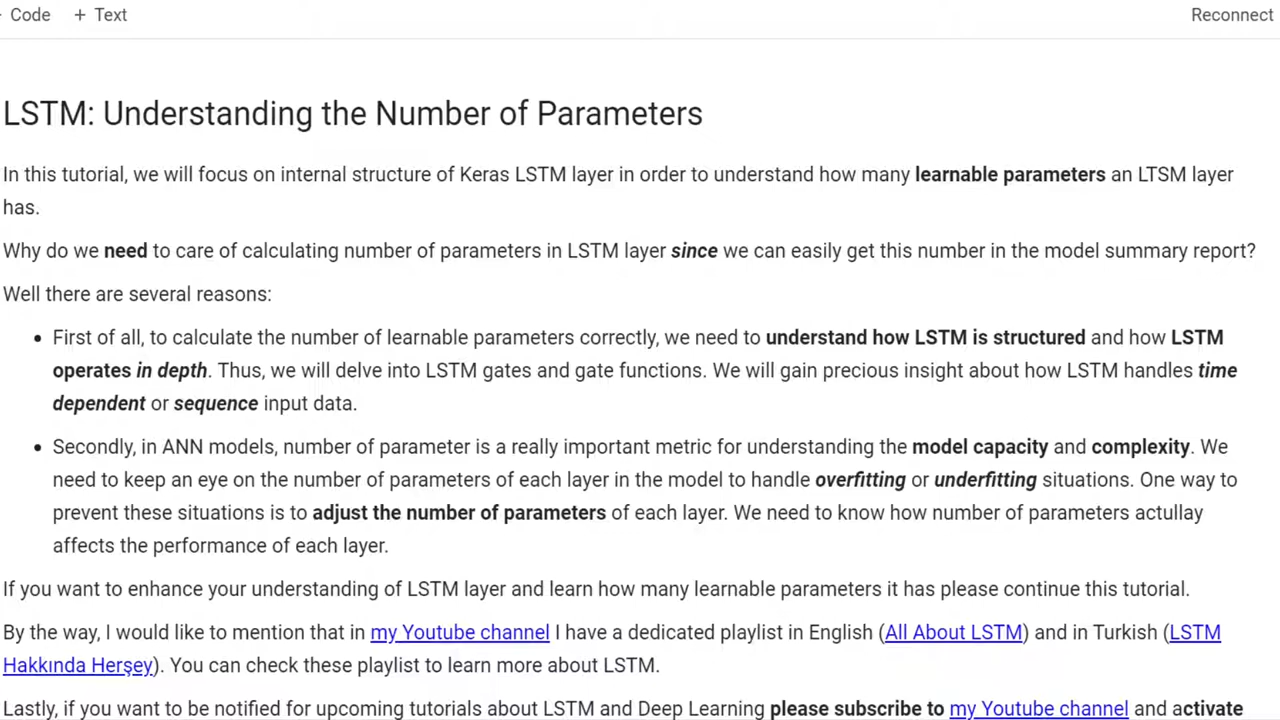 Code + Text Reconnect
LSTM: Understanding the Number of Parameters
In this tutorial, we will focus on internal structure of Keras LSTM layer in order to understand how many learnable parameters an LTSM layer
has.
Why do we need to care of calculating number of parameters in LSTM layer since we can easily get this number in the model summary report?
Well there are several reasons:
• First of all, to calculate the number of learnable parameters correctly, we need to understand how LSTM is structured and how LSTM
operates in depth. Thus, we will delve into LSTM gates and gate functions. We will gain precious insight about how LSTM handles time
dependent or sequence input data.
• Secondly, in ANN models, number of parameter is a really important metric for understanding the model capacity and complexity. We
need to keep an eye on the number of parameters of each layer in the model to handle overfitting or underfitting situations. One way to
prevent these situations is to adjust the number of parameters of each layer. We need to know how number of parameters actullay
affects the performance of each layer.
If you want to enhance your understanding of LSTM layer and learn how many learnable parameters it has please continue this tutorial.
By the way, I would like to mention that in my Youtube channel I have a dedicated playlist in English (All About LSTM) and in Turkish (LSTM
Hakkında Herşey). You can check these playlist to learn more about LSTM.
Lastly, if you want to be notified for upcoming tutorials about LSTM and Deep Learning please subscribe to my Youtube channel and activate